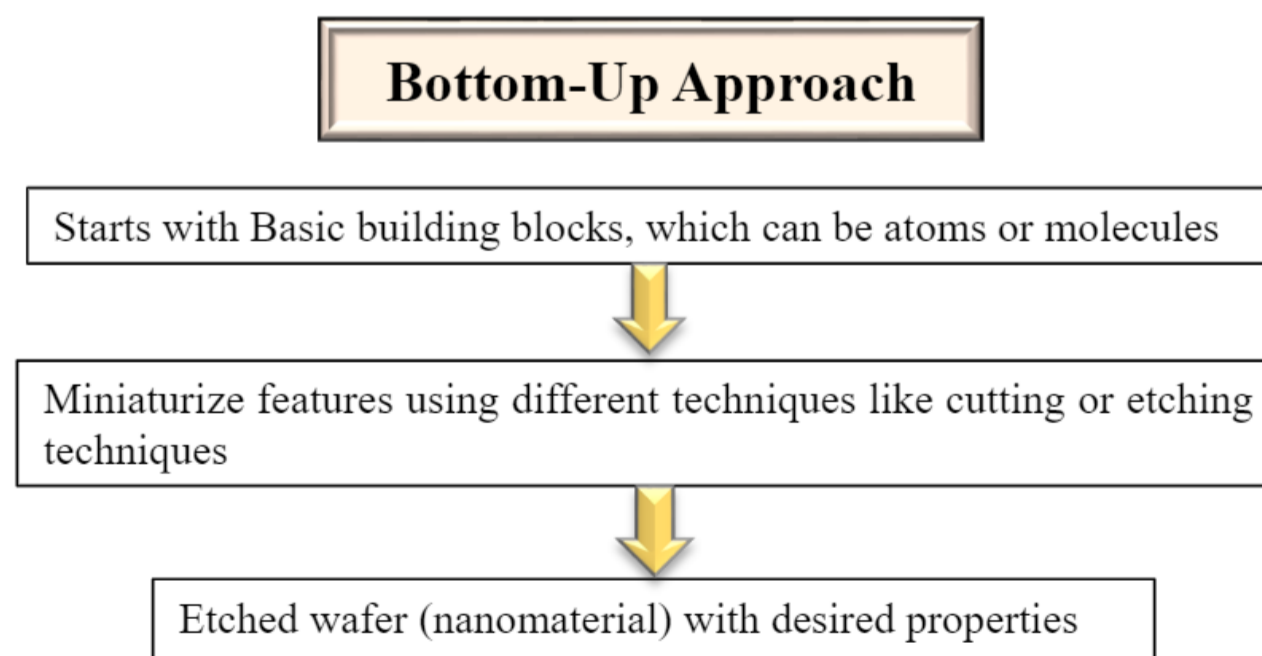 Bottom-Up Approach
Starts with Basic building blocks, which can be atoms or molecules
Miniaturize features using different techniques like cutting or etching
techniques
Etched wafer (nanomaterial) with desired properties